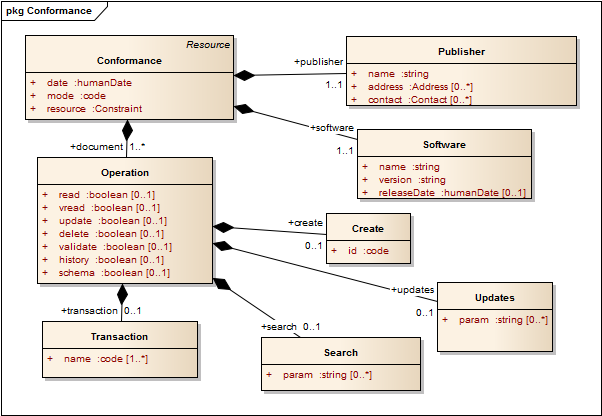 pkg Conformance
Resource
Conformance
+ date :humanDate
+ mode :code
+ resource :Constraint
+publisher
1..1
Publisher
+ name :string
+ address :Address [0..*]
+ contact :Contact [0..*]
+software
1..1
Software
+ name :string
+ version :string
+ releaseDate :humanDate [0..1]
+document 1..*
Operation
+ read :boolean [0..1]
+ vread :boolean [0..1]
+ update :boolean [0..1]
+ delete :boolean [0..1]
+ validate :boolean [0..1]
+ history :boolean [0..1]
+ schema :boolean [0..1]
+create
0..1
Create
+ id :code
+updates
0..1
Updates
+ param :string [0..*]
+transaction 0..1
Transaction
+ name :code [1..*]
+search 0..1
Search
+ param :string [0..*]